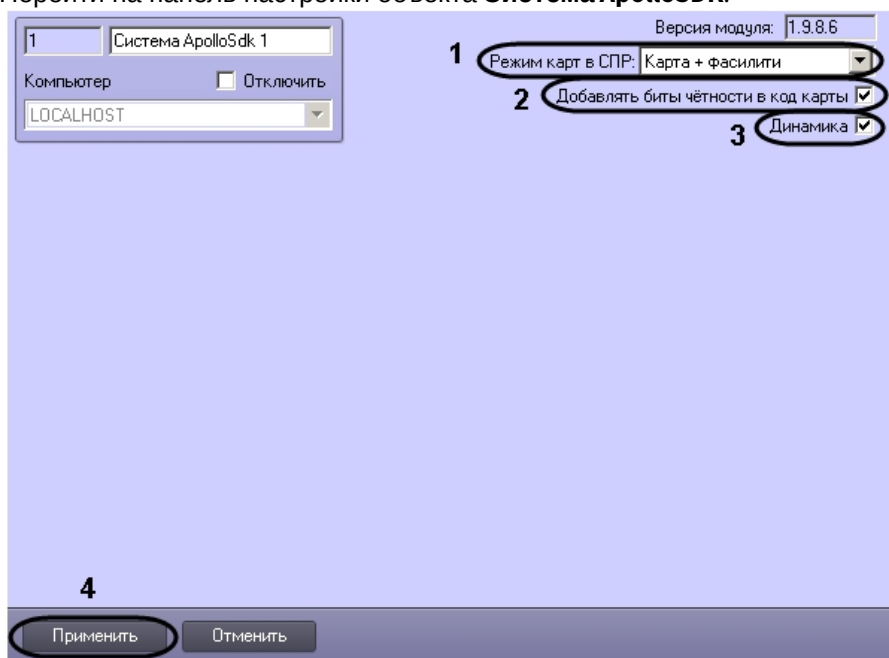 Перейти на панель настройки объекта Система ApolloSDK.
1 Система ApolloSdk 1
Компьютер Отключить
LOCALHOST
Версия модуля: 1.9.8.6
1 Режим карт в СПР: Карта + фасилити
2 Добавлять биты чётности в код карты
3 Динамика
4
Применить Отменить